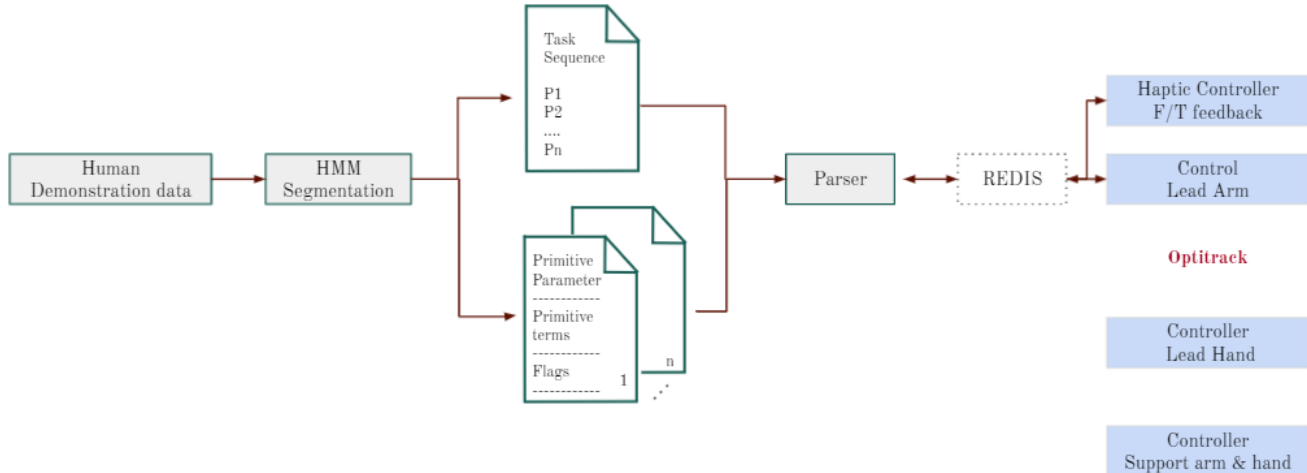 Human
Demonstration data
HMM
Segmentation
Task
Sequence
P1
P2
....
Pn
Primitive
Parameter
------------
Primitive
terms
------------
Flags
------------
1
n
Parser
REDIS
Haptic Controller
F/T feedback
Control
Lead Arm
Optitrack
Controller
Lead Hand
Controller
Support arm & hand